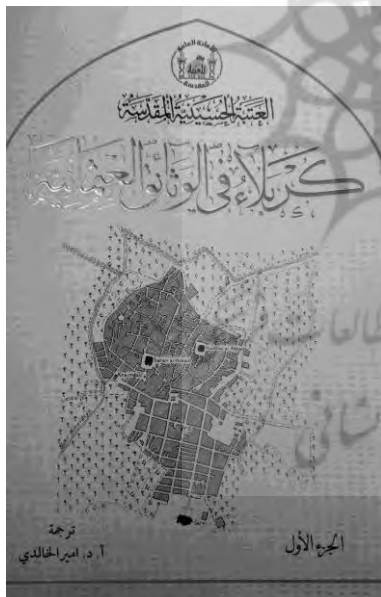 العتبة الحسينية المقدسة
كربلاء في الوثائق العثمانية
الجزء الأول
ترجمة
أ. د. امير الخالدي